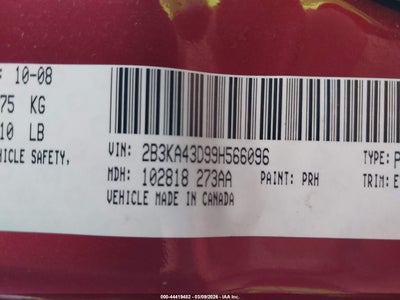 : 10-08
75 KG
10 LB
HICLE SAFETY,
VIN: 2B3KA43D99H566096
TYPE: P
MDH: 102818 273AA
PAINT: PRH
TRIM: E
VEHICLE MADE IN CANADA
000-44419482 - 03/09/2026 - IAA Inc.